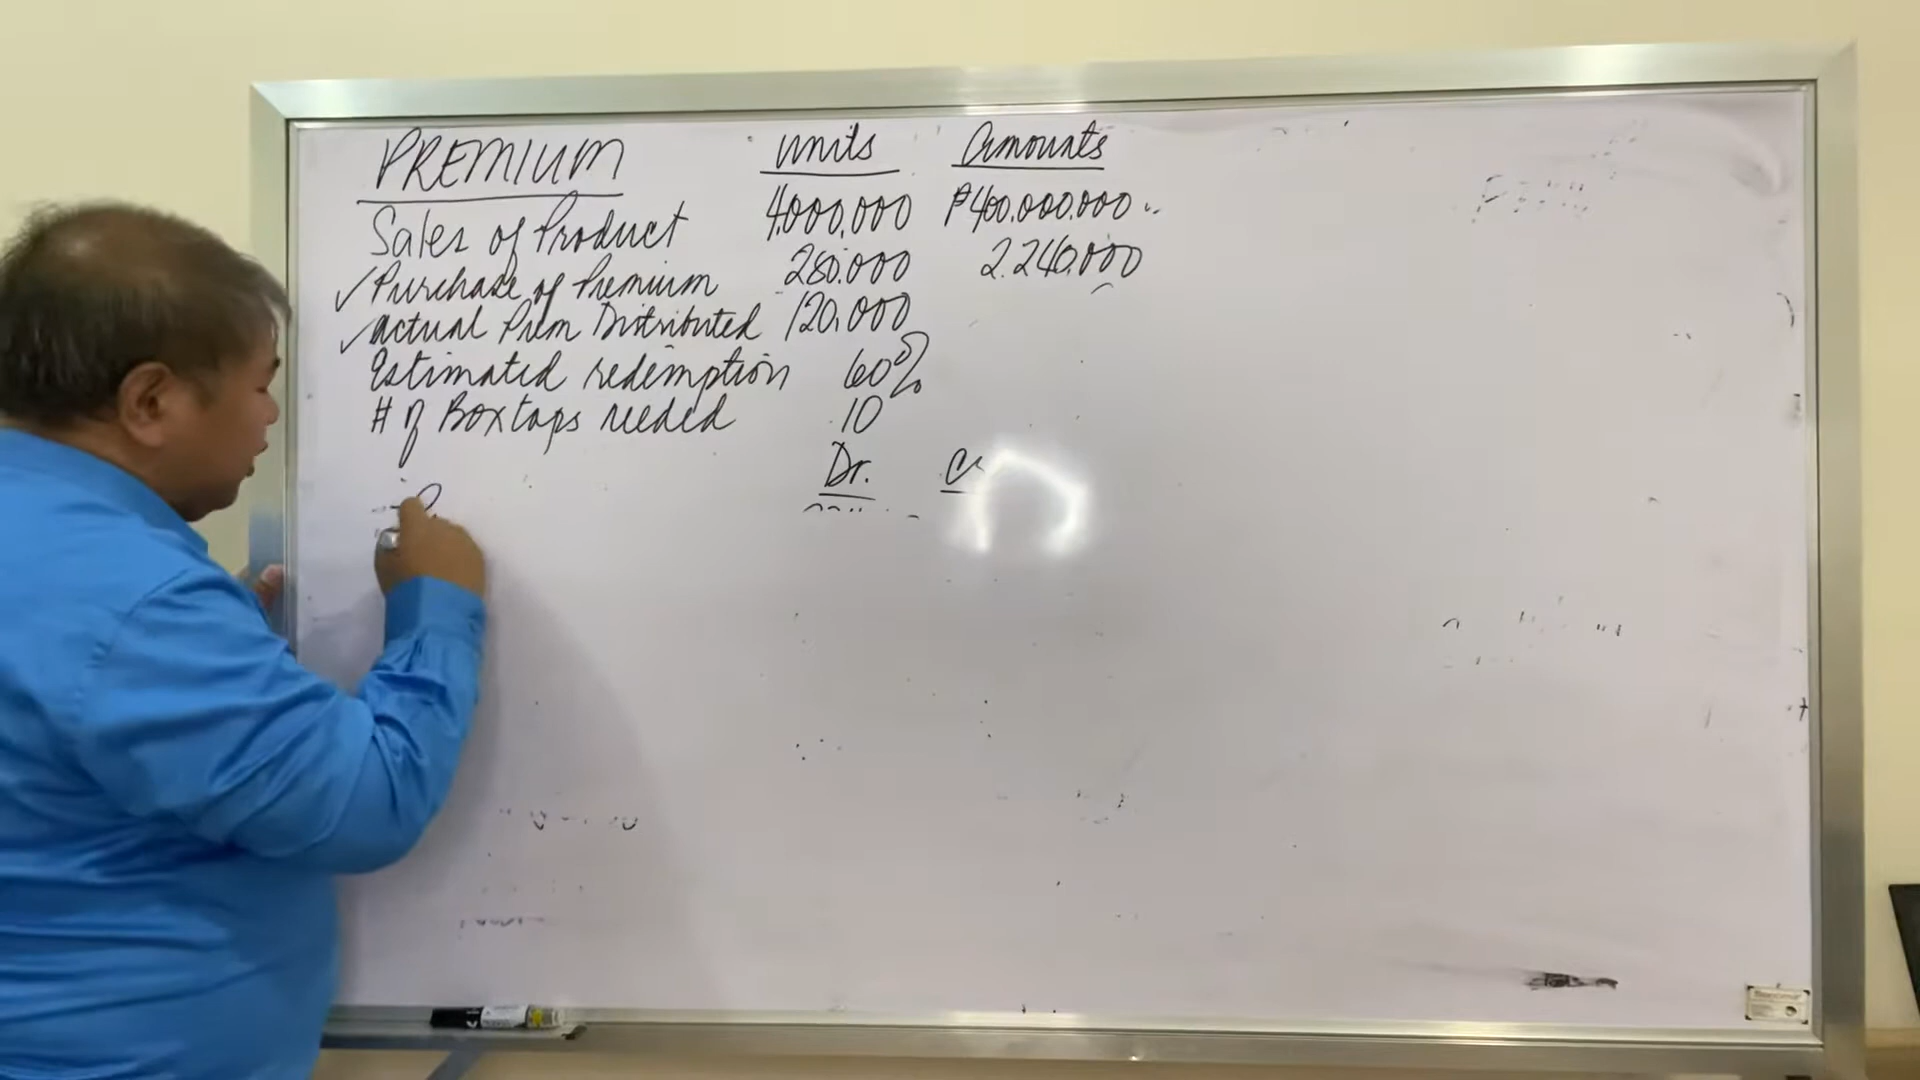 PREMIUM Units Amounts
Sales of Product 4,000,000 ₱400,000,000
✓Purchase of Premium 280,000 2,240,000
✓Actual Prem Distributed 120,000
Estimated redemption 60%
# of Boxtops needed 10
Dr.